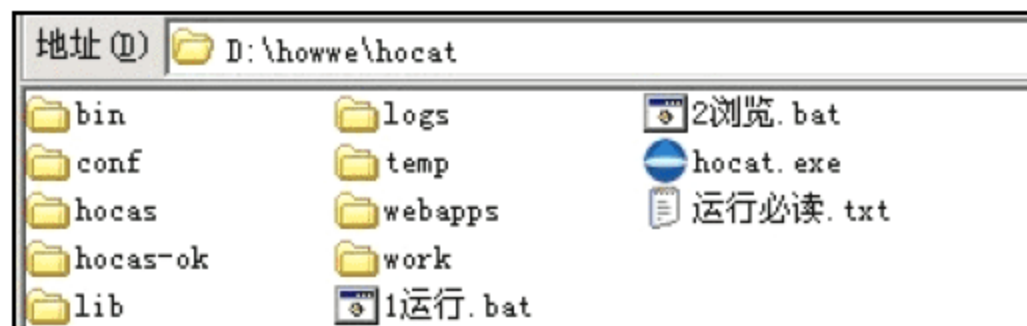 地址(D) D:\howwe\hocat
bin logs 2浏览.bat
conf temp hocat.exe
hocas webapps 运行必读.txt
hocas-ok work
lib 1运行.bat